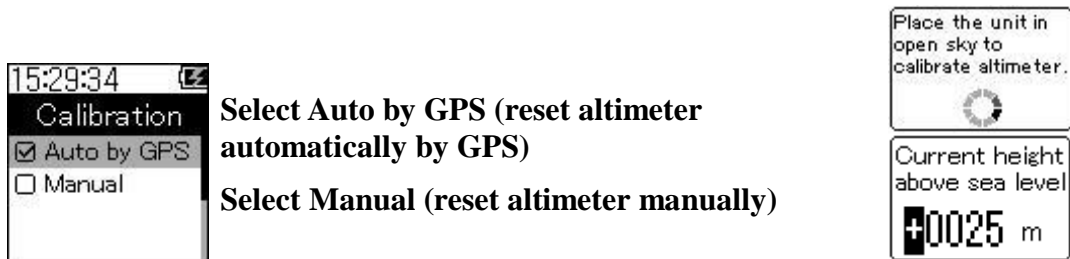 15:29:34
Calibration
Auto by GPS
Manual
Select Auto by GPS (reset altimeter
automatically by GPS)
Select Manual (reset altimeter manually)
Place the unit in
open sky to
calibrate altimeter.
Current height
above sea level
+0025 m